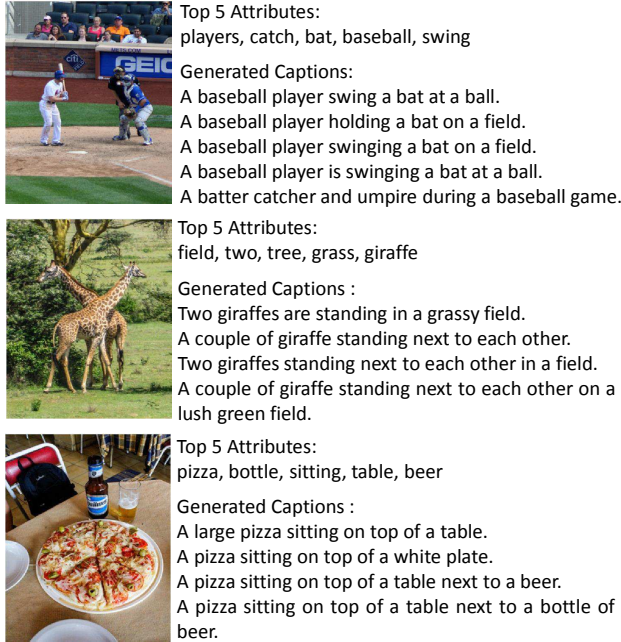 Top 5 Attributes:
players, catch, bat, baseball, swing
Generated Captions:
A baseball player swing a bat at a ball.
A baseball player holding a bat on a field.
A baseball player swinging a bat on a field.
A baseball player is swinging a bat at a ball.
A batter catcher and umpire during a baseball game.
citi
GEIC
Top 5 Attributes:
field, two, tree, grass, giraffe
Generated Captions :
Two giraffes are standing in a grassy field.
A couple of giraffe standing next to each other.
Two giraffes standing next to each other in a field.
A couple of giraffe standing next to each other on a
lush green field.
Top 5 Attributes:
pizza, bottle, sitting, table, beer
Generated Captions :
A large pizza sitting on top of a table.
A pizza sitting on top of a white plate.
A pizza sitting on top of a table next to a beer.
A pizza sitting on top of a table next to a bottle of
beer.